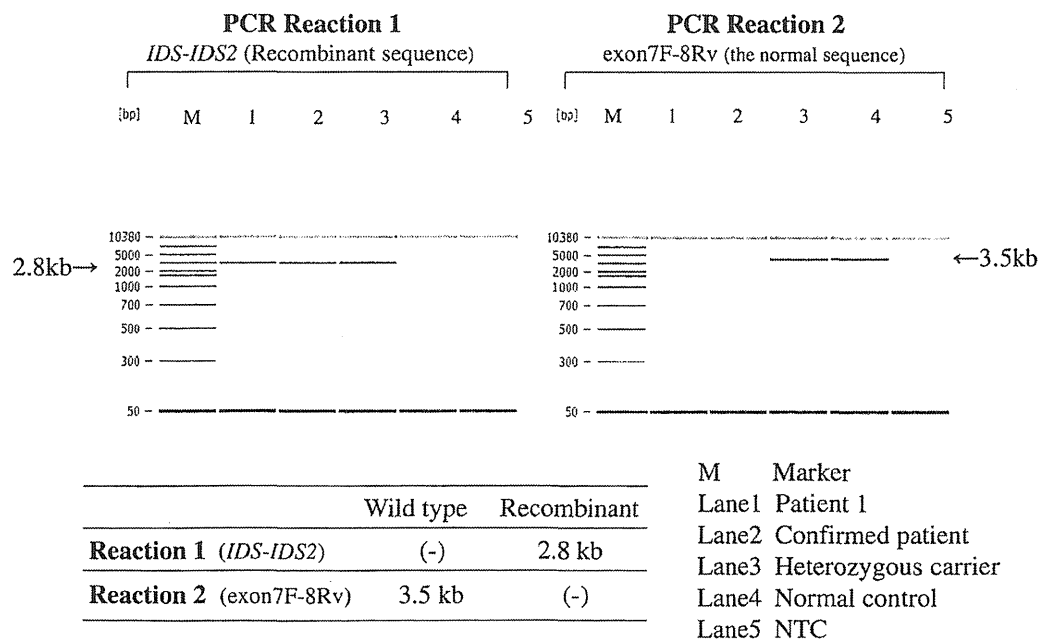 PCR Reaction 1
IDS-IDS2 (Recombinant sequence)
[bp] M 1 2 3 4 5
10380
5000
2000
1000
700
500
300
50
2.8kb→
PCR Reaction 2
exon7F-8Rv (the normal sequence)
[bp] M 1 2 3 4 5
10380
5000
2000
1000
700
500
300
50
←3.5kb
Wild type Recombinant
Reaction 1 (IDS-IDS2) (-) 2.8 kb
Reaction 2 (exon7F-8Rv) 3.5 kb (-)
M Marker
Lane1 Patient 1
Lane2 Confirmed patient
Lane3 Heterozygous carrier
Lane4 Normal control
Lane5 NTC